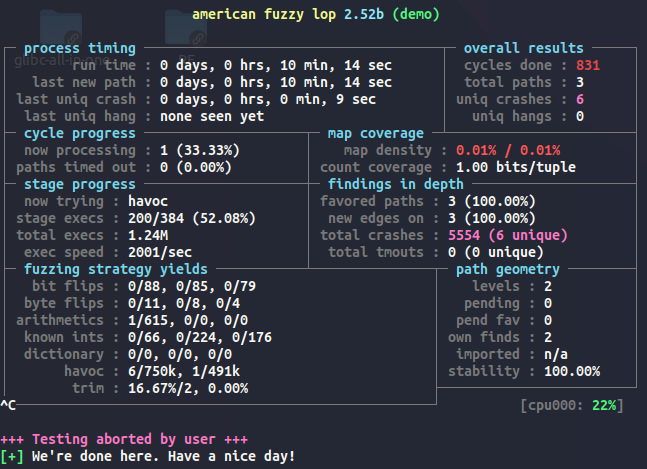 american fuzzy lop 2.52b (demo)
glibc-all-in-one
process timing
run time : 0 days, 0 hrs, 10 min, 14 sec
last new path : 0 days, 0 hrs, 10 min, 14 sec
last uniq crash : 0 days, 0 hrs, 0 min, 9 sec
last uniq hang : none seen yet
overall results
cycles done : 831
total paths : 3
uniq crashes : 6
uniq hangs : 0
cycle progress
now processing : 1 (33.33%)
paths timed out : 0 (0.00%)
map coverage
map density : 0.01% / 0.01%
count coverage : 1.00 bits/tuple
stage progress
now trying : havoc
stage execs : 200/384 (52.08%)
total execs : 1.24M
exec speed : 2001/sec
findings in depth
favored paths : 3 (100.00%)
new edges on : 3 (100.00%)
total crashes : 5554 (6 unique)
total tmouts : 0 (0 unique)
fuzzing strategy yields
bit flips : 0/88, 0/85, 0/79
byte flips : 0/11, 0/8, 0/4
arithmetics : 1/615, 0/0, 0/0
known ints : 0/66, 0/224, 0/176
dictionary : 0/0, 0/0, 0/0
havoc : 6/750k, 1/491k
trim : 16.67%/2, 0.00%
path geometry
levels : 2
pending : 0
pend fav : 0
own finds : 2
imported : n/a
stability : 100.00%
^C
[cpu000: 22%]
+++ Testing aborted by user +++
[+] We're done here. Have a nice day!